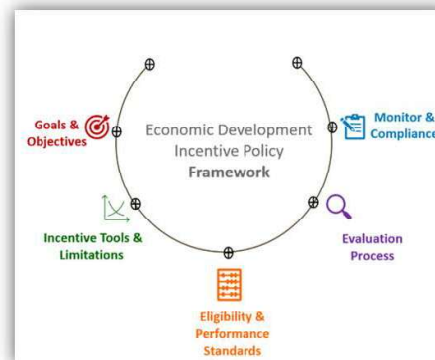 Economic Development
Incentive Policy
Framework
Goals &
Objectives
Incentive Tools &
Limitations
Eligibility &
Performance
Standards
Evaluation
Process
Monitor &
Compliance